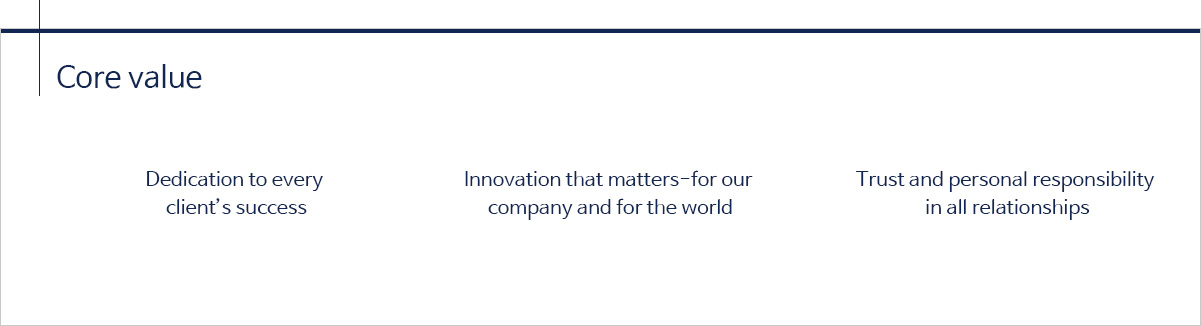 Core value
Dedication to every
client’s success
Innovation that matters-for our
company and for the world
Trust and personal responsibility
in all relationships